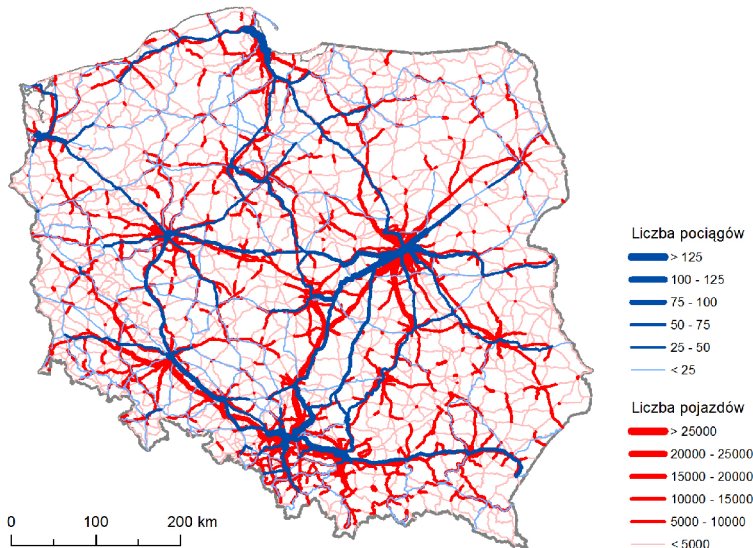 Liczba pociągów
> 125
100 - 125
75 - 100
50 - 75
25 - 50
< 25
Liczba pojazdów
> 25000
20000 - 25000
15000 - 20000
10000 - 15000
5000 - 10000
< 5000
0 100 200 km